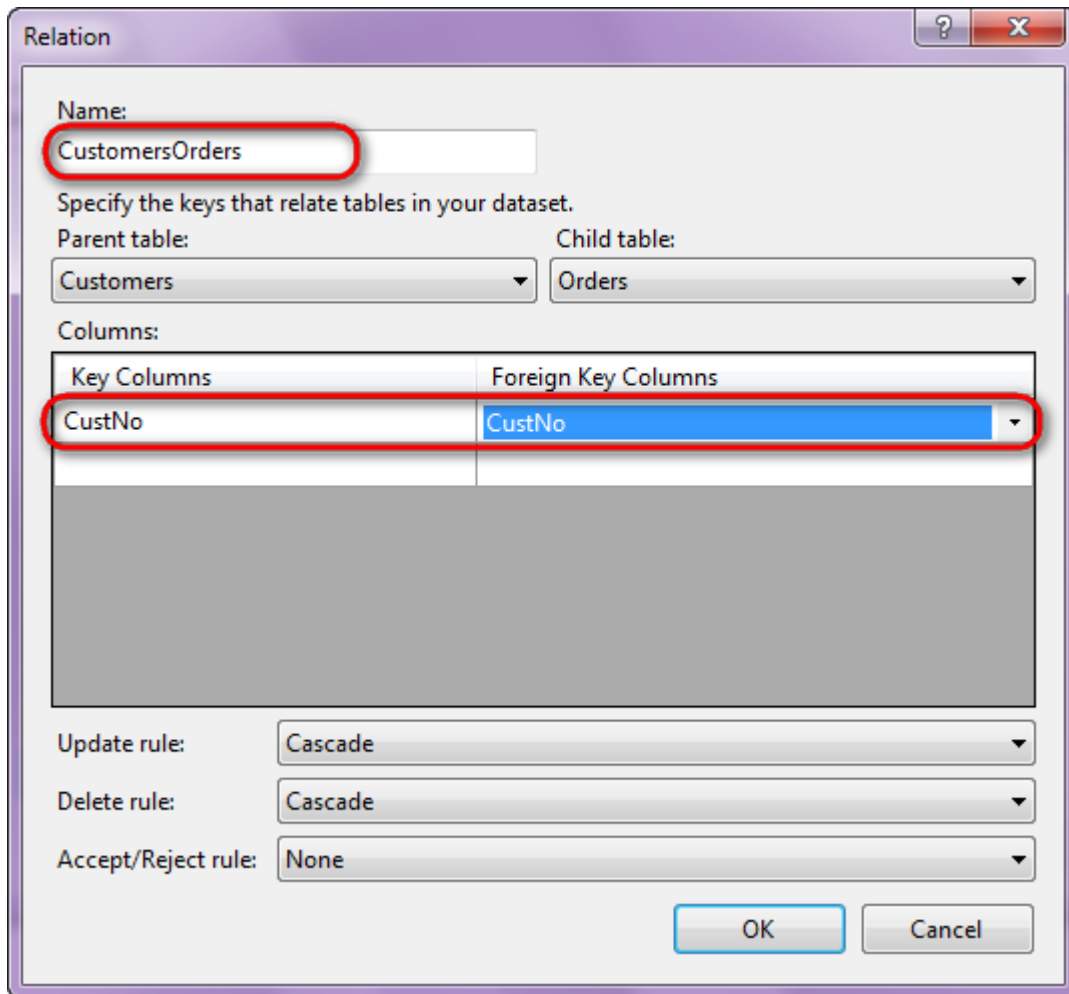 Relation
Name:
CustomersOrders
Specify the keys that relate tables in your dataset.
Parent table: Child table:
Customers Orders
Columns:
Key Columns Foreign Key Columns
CustNo CustNo
Update rule: Cascade
Delete rule: Cascade
Accept/Reject rule: None
OK Cancel